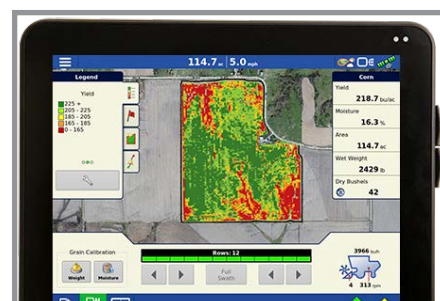 114.7 ac 5.0 mph
Legend
Yield
225 +
205 - 225
185 - 205
165 - 185
0 - 165
Corn
Yield
218.7 bu/ac
Moisture
16.3 %
Area
114.7 ac
Wet Weight
2429 lb
Dry Bushels
42
Grain Calibration
Weight
Moisture
Rows: 12
Full
Swath
3966 bu/h
4 313 rpm